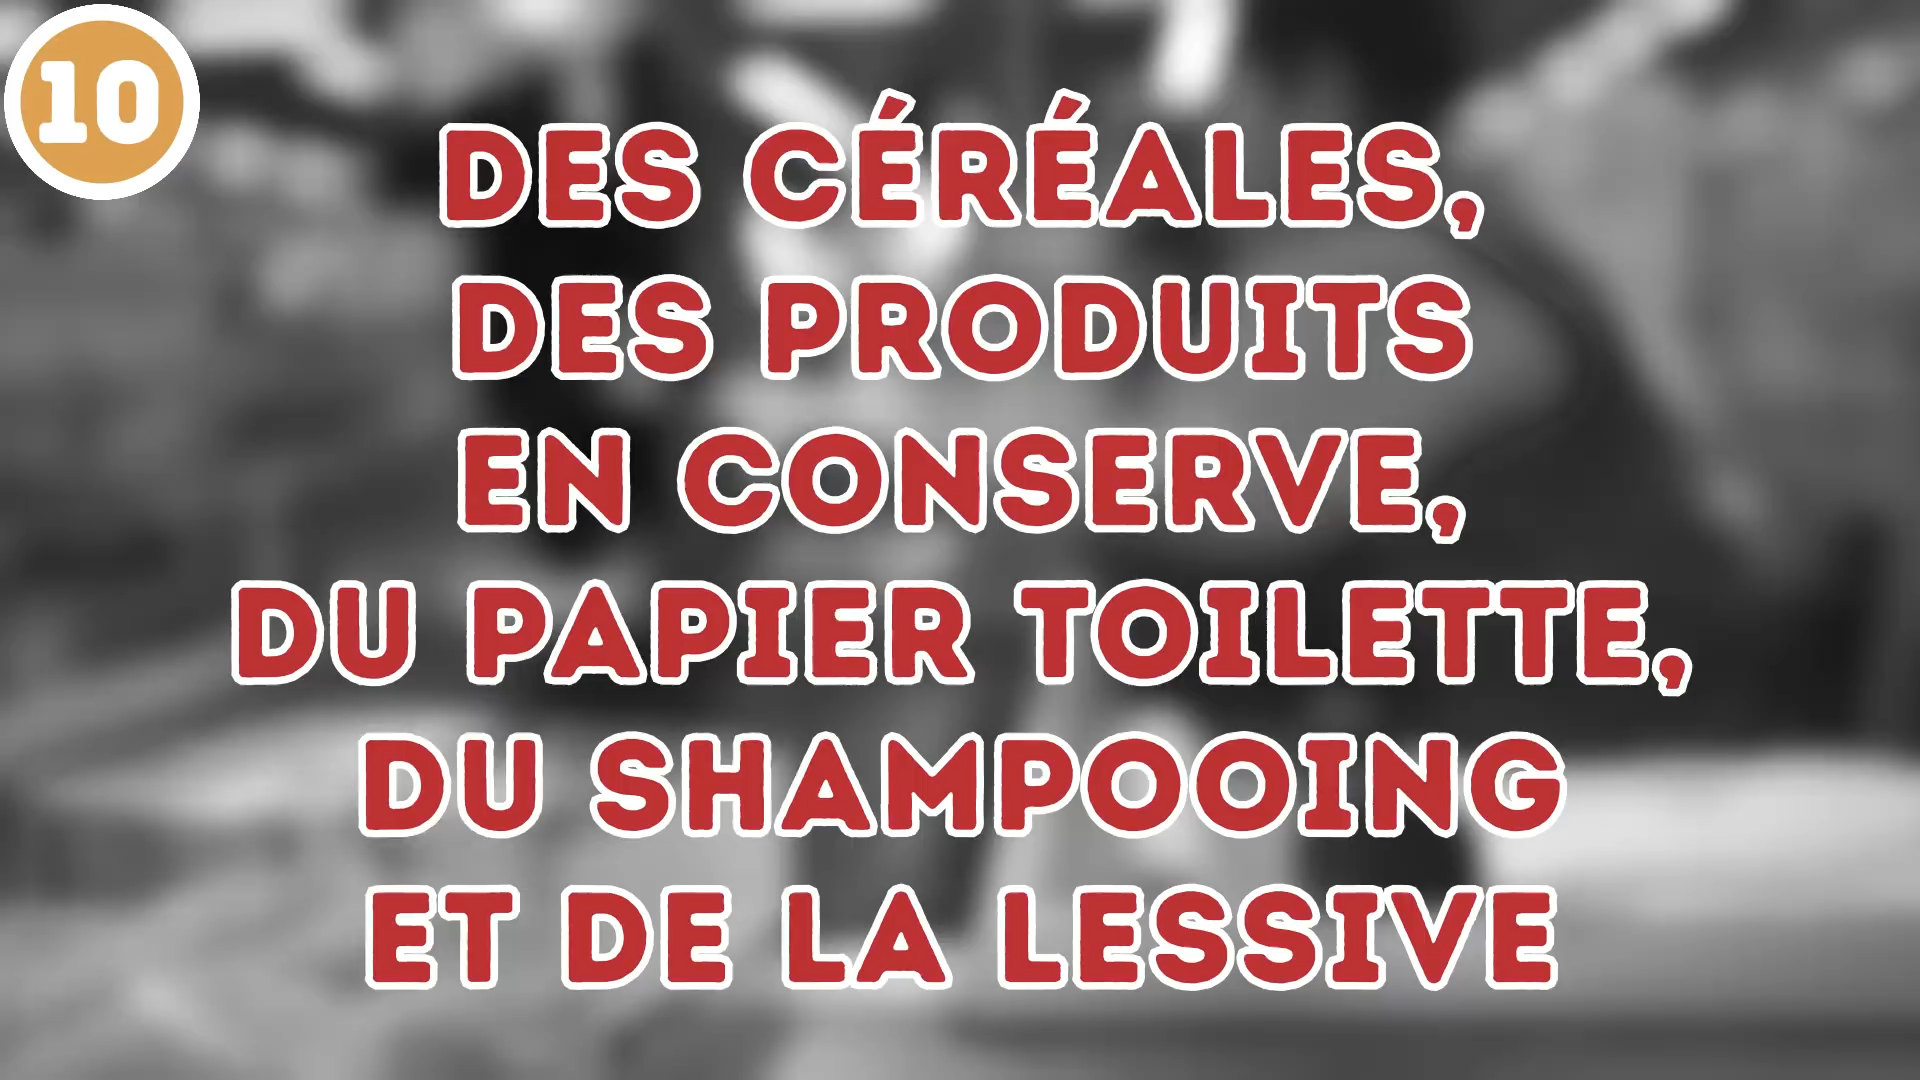 10
DES CÉRÉALES,
DES PRODUITS
EN CONSERVE,
DU PAPIER TOILETTE,
DU SHAMPOOING
ET DE LA LESSIVE